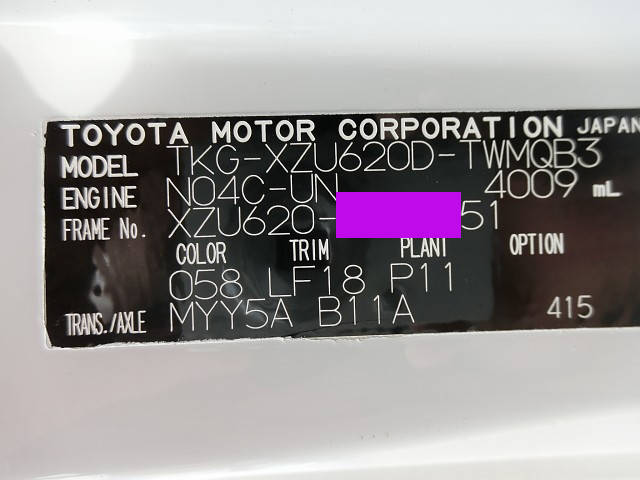 TOYOTA MOTOR CORPORATION JAPAN
MODEL TKG-XZU620D-TWMQB3
ENGINE N04C-UN 4009 mL
FRAME No. XZU620- 51
COLOR TRIM PLANT OPTION
058 LF18 P11
TRANS./AXLE MYY5A B11A 415